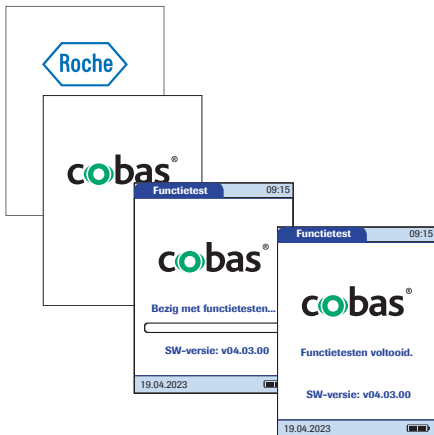 Roche
cobas®
Functietest 09:15
cobas®
Bezig met functietesten...
SW-versie: v04.03.00
19.04.2023
Functietest 09:15
cobas®
Functietesten voltooid.
SW-versie: v04.03.00
19.04.2023